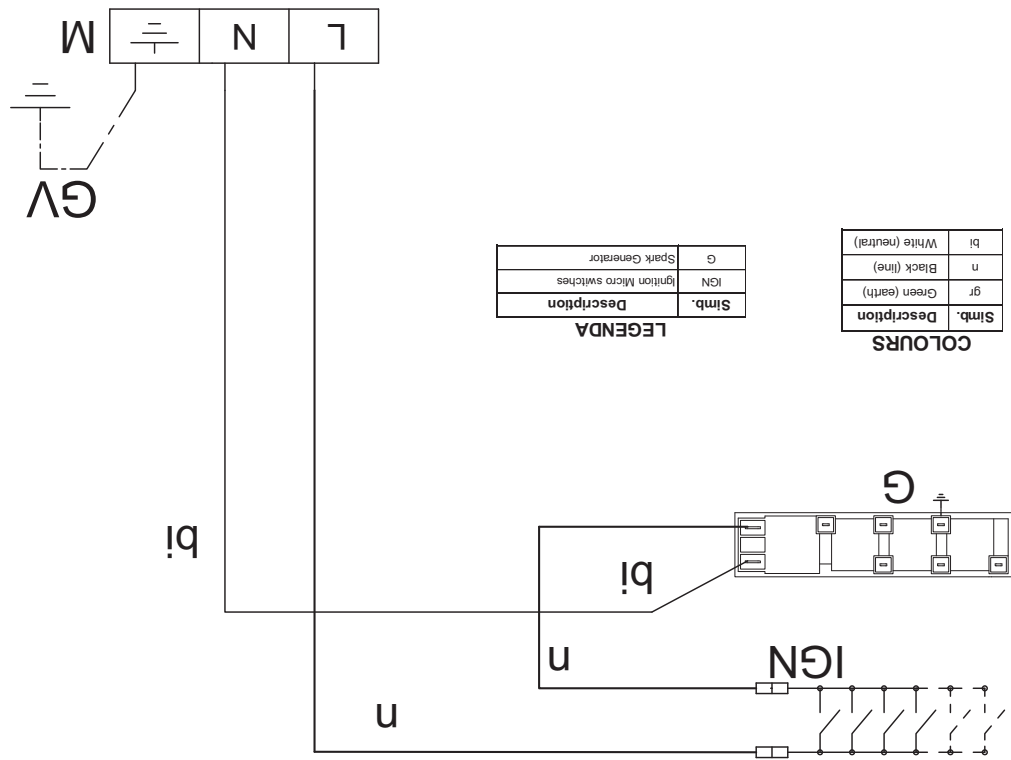 n
IGN
n
bi
bi
G
COLOURS
Simb. Description
gr Green (earth)
n Black (line)
bi White (neutral)
LEGENDA
Simb. Description
IGN Ignition Micro switches
G Spark Generator
GV
L N M